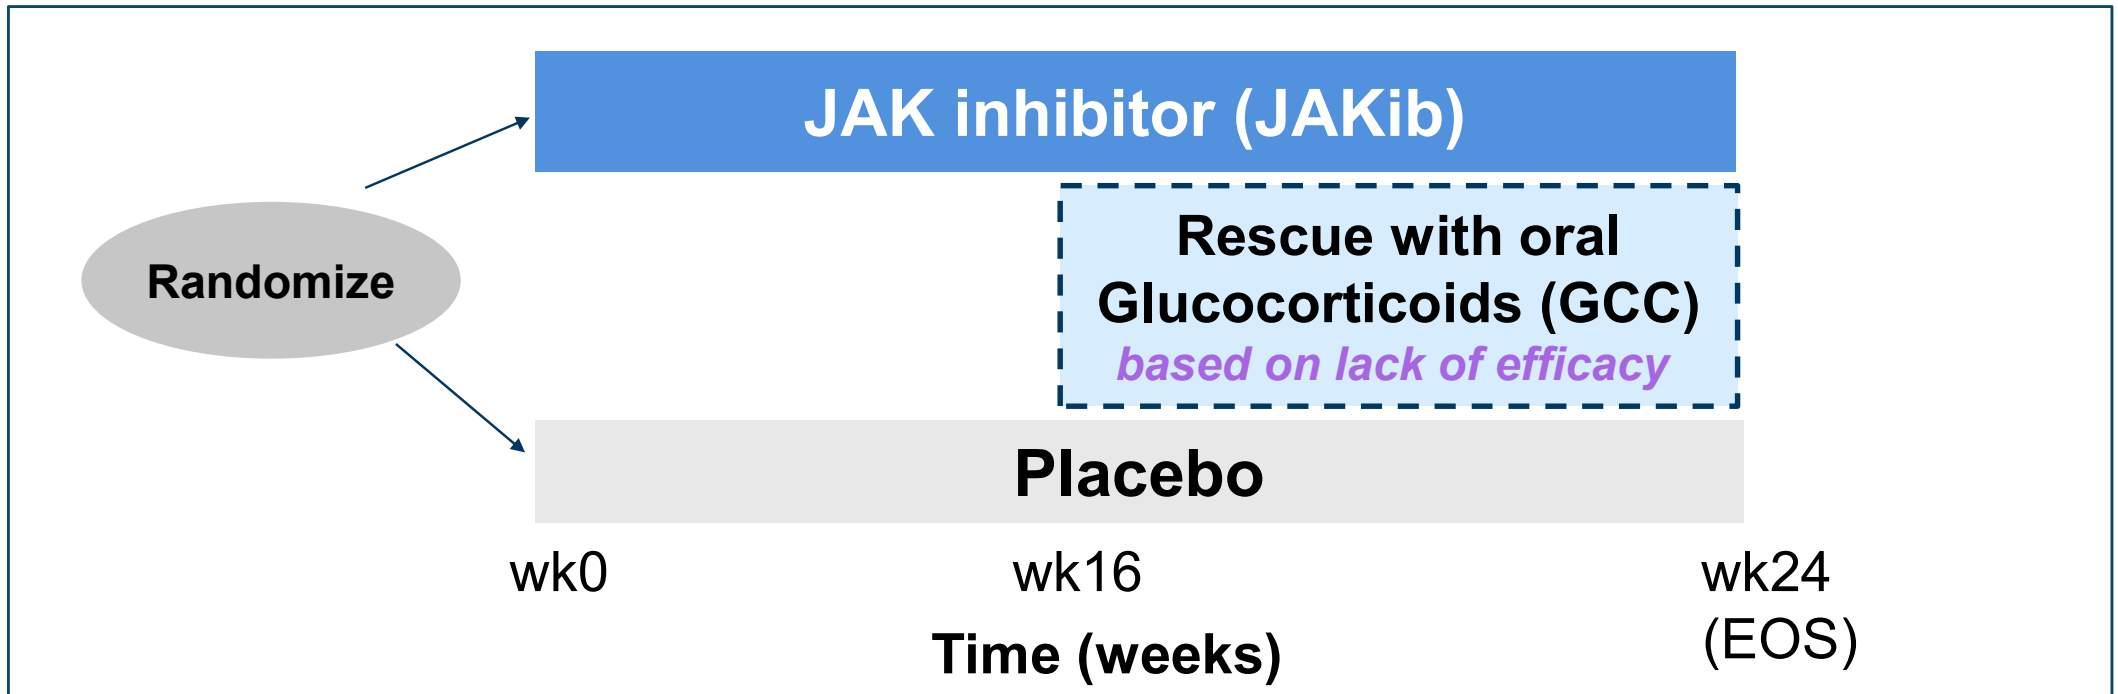 JAK inhibitor (JAKib)
Randomize
Rescue with oral
Glucocorticoids (GCC)
based on lack of efficacy
Placebo
wk0
wk16
wk24
(EOS)
Time (weeks)